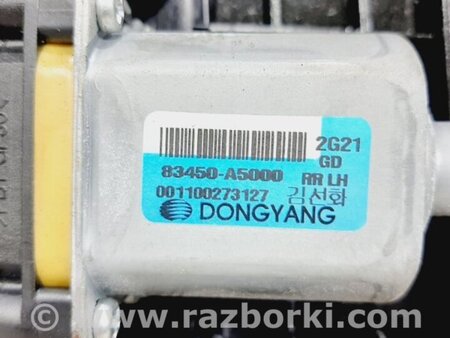 2G21
GD
83450-A5000 RR LH
001100273127 김선화
DONGYANG
www.razborki.com